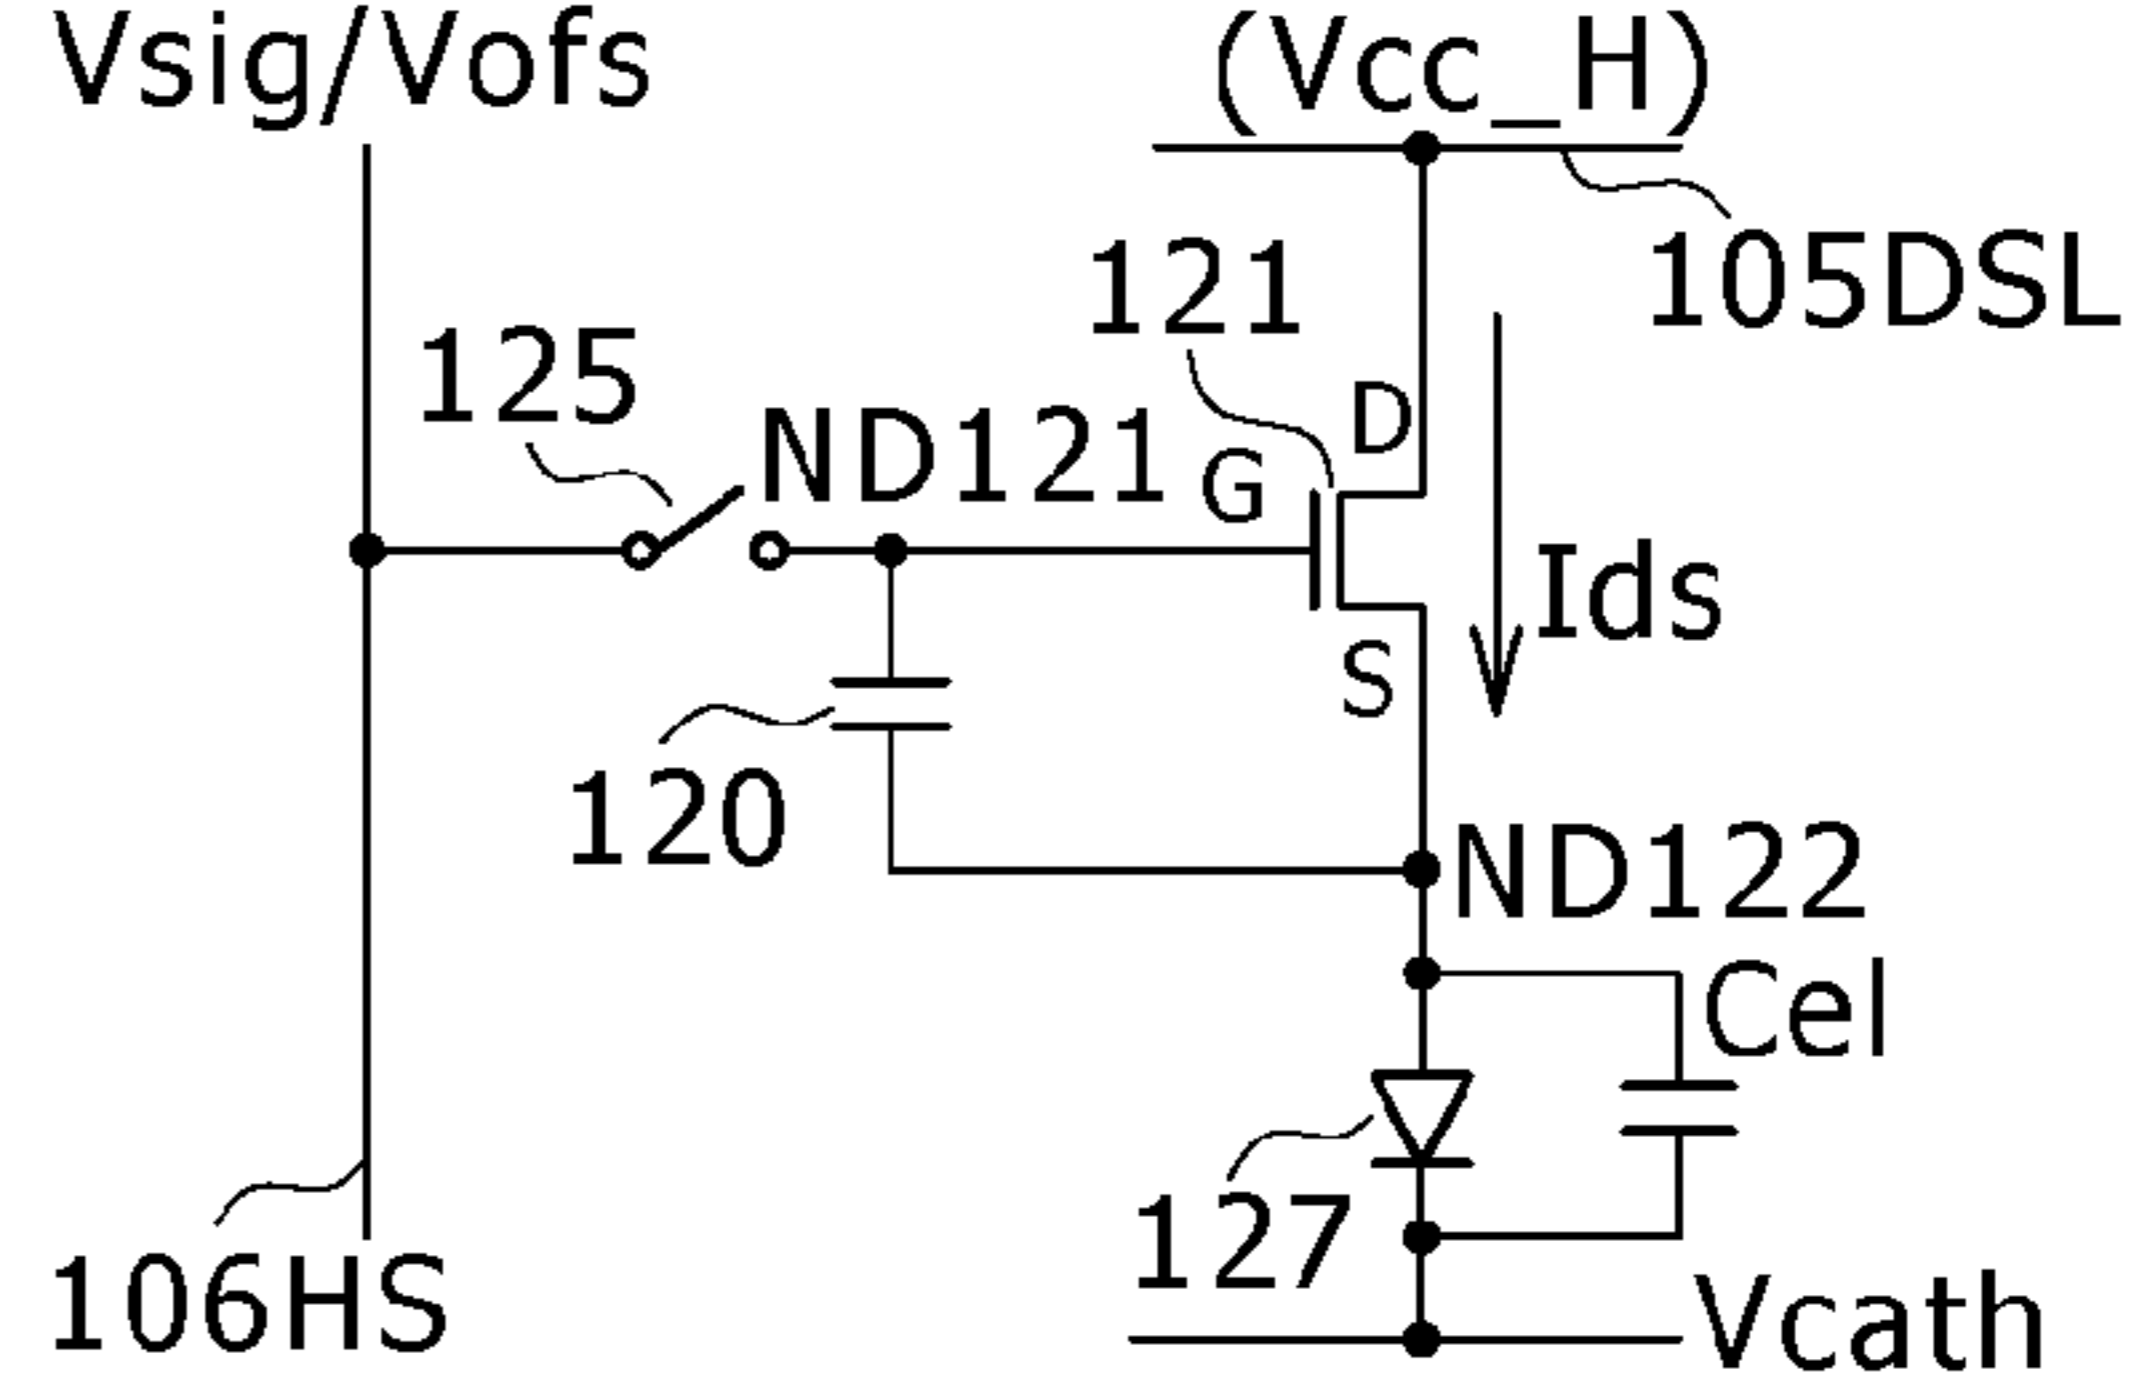 Vsig/Vofs
(Vcc_H)
105DSL
121
125
ND121
G
D
Ids
S
120
ND122
Cel
127
106HS
Vcath